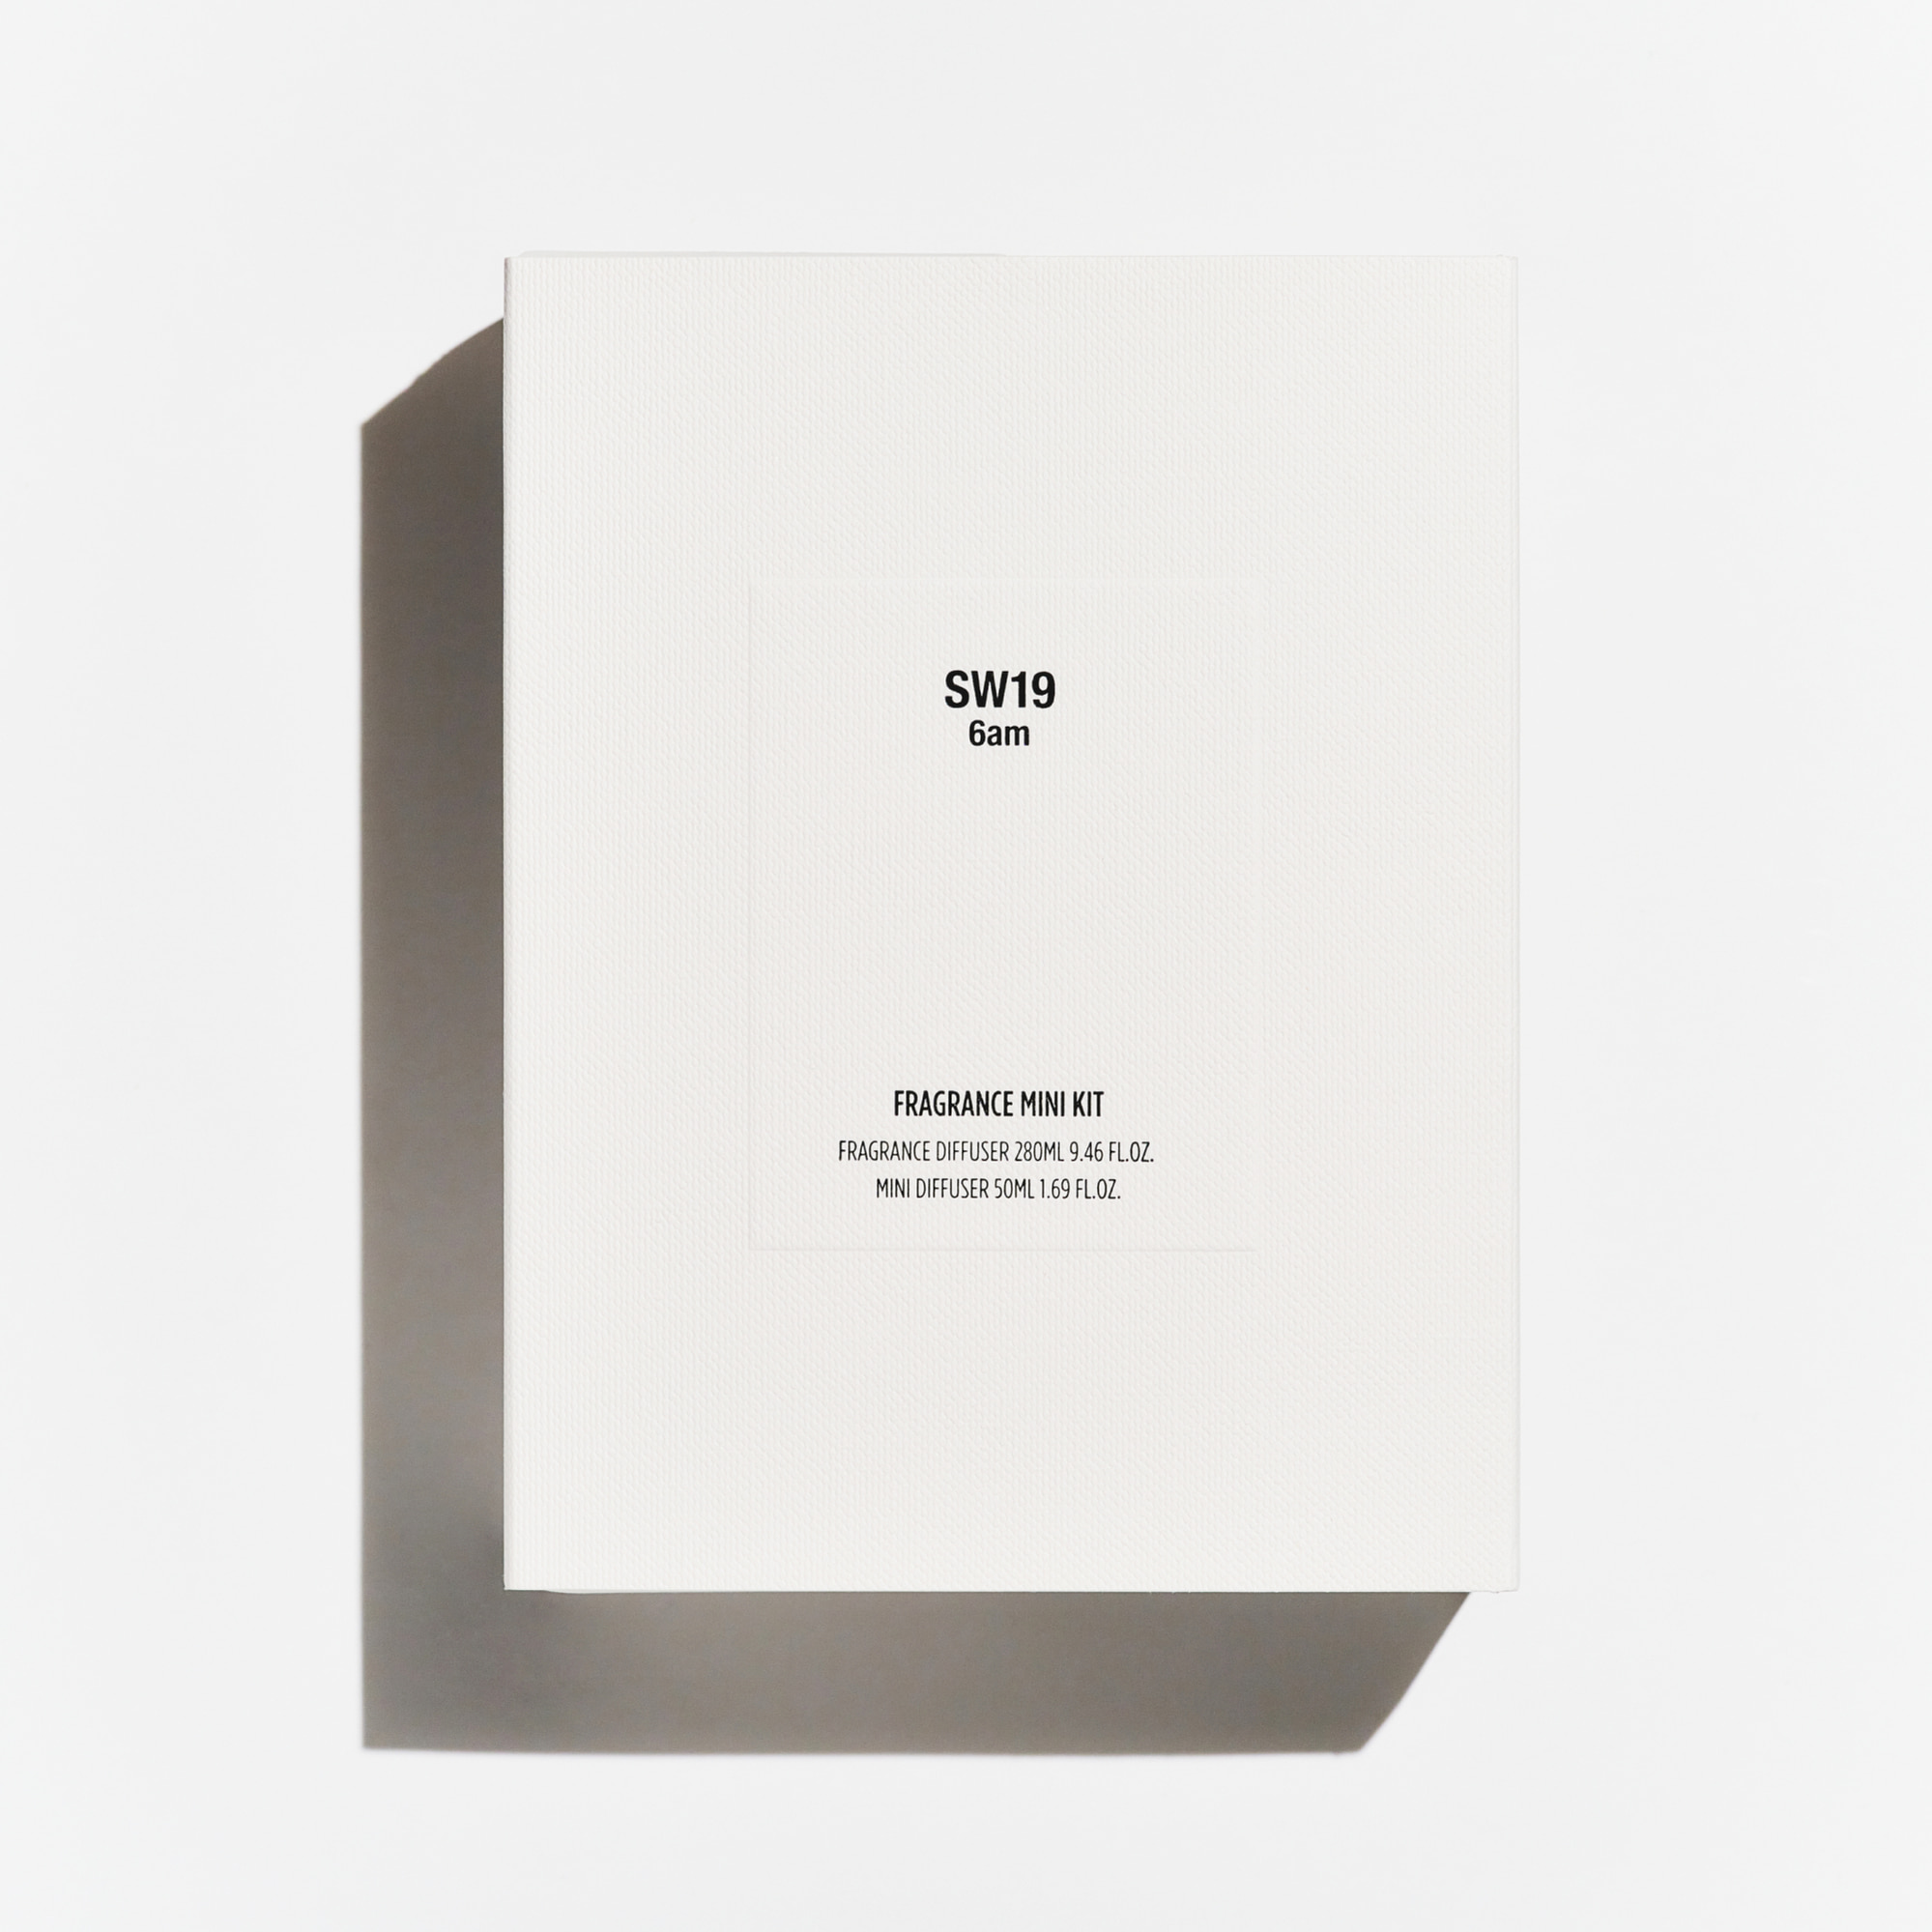 SW19
6am
FRAGRANCE MINI KIT
FRAGRANCE DIFFUSER 280ML 9.46 FL.OZ.
MINI DIFFUSER 50ML 1.69 FL.OZ.